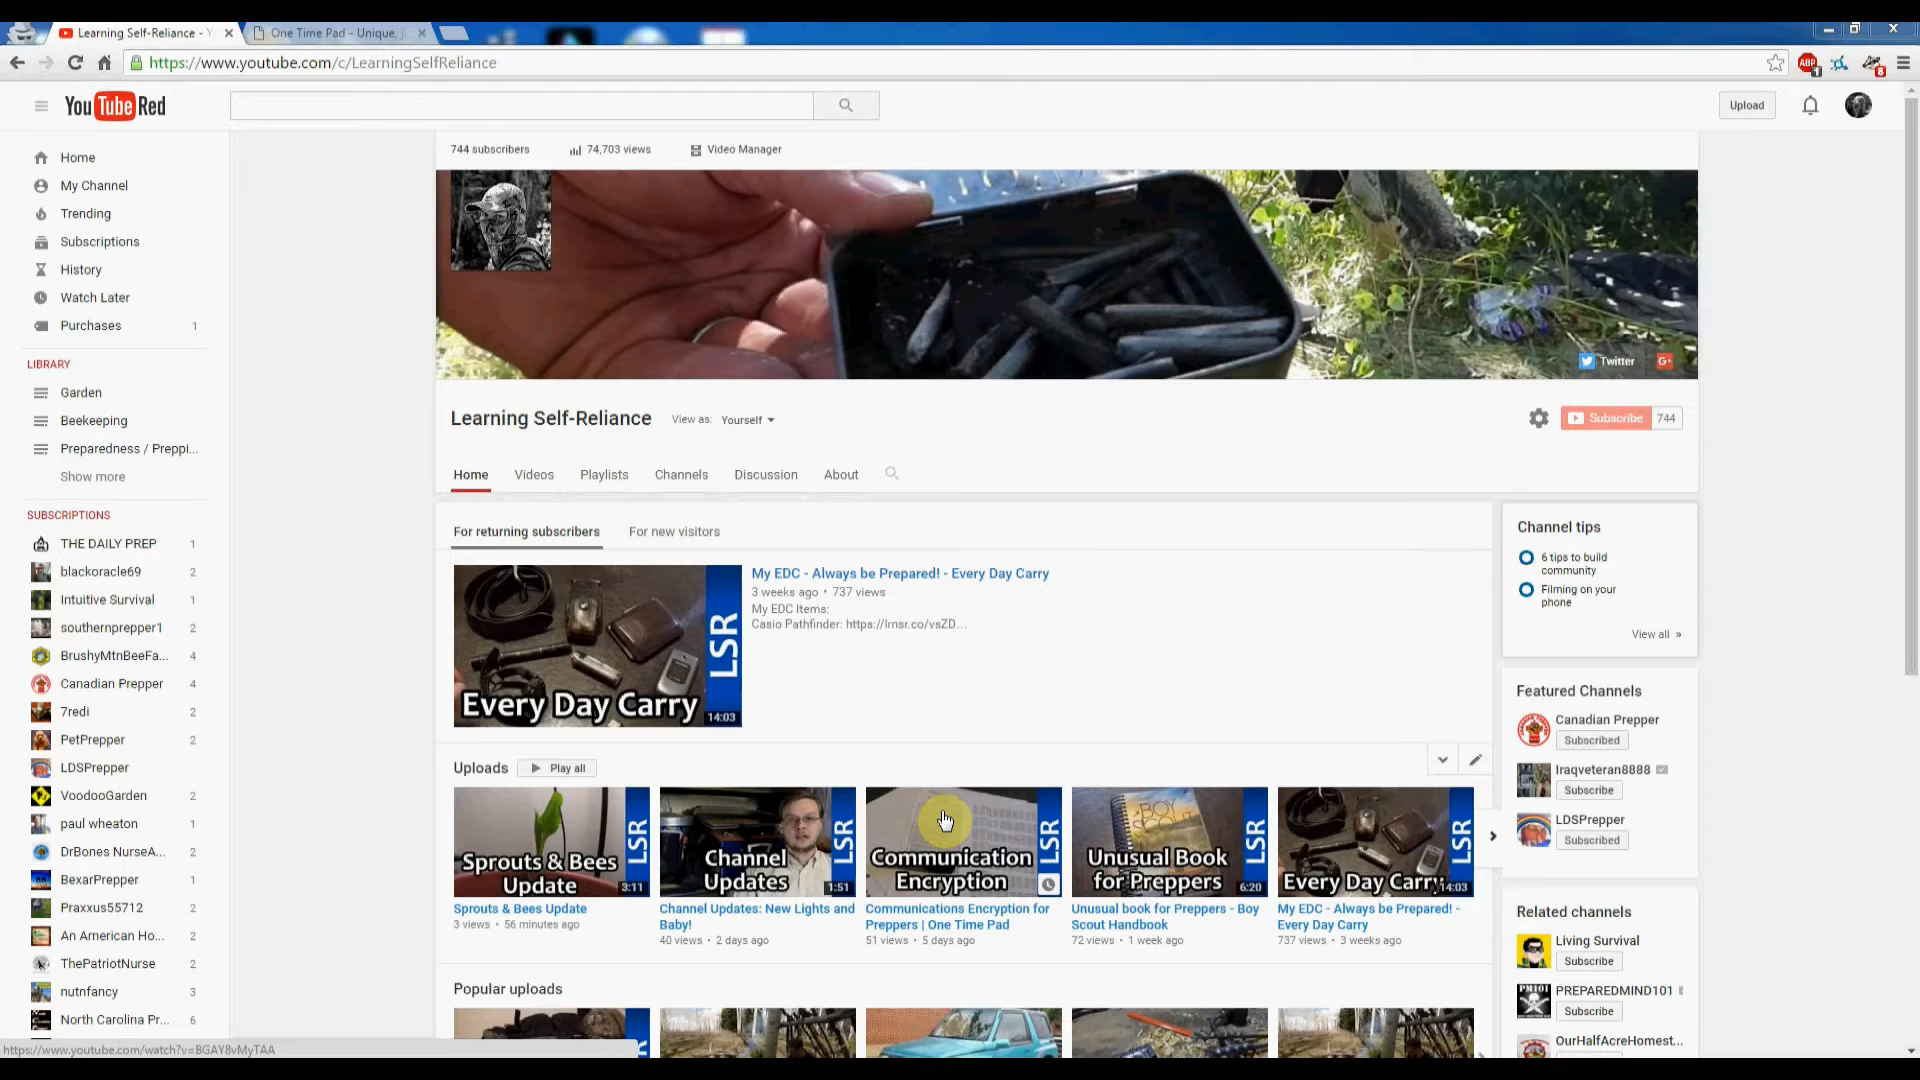 Learning Self-Reliance - Y
One Time Pad - Unique, j
https://www.youtube.com/c/LearningSelfReliance
ABP
1
8
YouTube Red
Upload
Home
My Channel
Trending
Subscriptions
History
Watch Later
Purchases 1
LIBRARY
Garden
Beekeeping
Preparedness / Preppi...
Show more
SUBSCRIPTIONS
THE DAILY PREP 1
blackoracle69 2
Intuitive Survival 1
southernprepper1 2
BrushyMtnBeeFa... 4
Canadian Prepper 4
7redi 2
PetPrepper 2
LDSPrepper
VoodooGarden 2
paul wheaton 1
DrBones NurseA... 2
BexarPrepper 1
Praxxus55712 2
An American Ho... 2
ThePatriotNurse 2
nutnfancy 3
North Carolina Pr... 6
https://www.youtube.com/watch?v=BGAY8vMyTAA
744 subscribers 74,703 views Video Manager
Twitter G+
Learning Self-Reliance View as: Yourself
Subscribe 744
Home Videos Playlists Channels Discussion About
For returning subscribers For new visitors
LSR
Every Day Carry
14:03
My EDC - Always be Prepared! - Every Day Carry
3 weeks ago • 737 views
My EDC Items:
Casio Pathfinder: https://lrnsr.co/vsZD...
Uploads Play all
LSR
Sprouts & Bees
Update
3:11
Sprouts & Bees Update
3 views • 56 minutes ago
LSR
Channel
Updates
1:51
Channel Updates: New Lights and
Baby!
40 views • 2 days ago
LSR
Communication
Encryption
Communications Encryption for
Preppers | One Time Pad
51 views • 5 days ago
BOY
SCOUT
LSR
Unusual Book
for Preppers
6:20
Unusual book for Preppers - Boy
Scout Handbook
72 views • 1 week ago
LSR
Every Day Carry
14:03
My EDC - Always be Prepared! -
Every Day Carry
737 views • 3 weeks ago
Popular uploads
Channel tips
6 tips to build
community
Filming on your
phone
View all »
Featured Channels
Canadian Prepper
Subscribed
Iraqveteran8888
Subscribe
LDSPrepper
Subscribed
Related channels
Living Survival
Subscribe
PM101
PREPAREDMIND101
Subscribe
OurHalfAcreHomest...